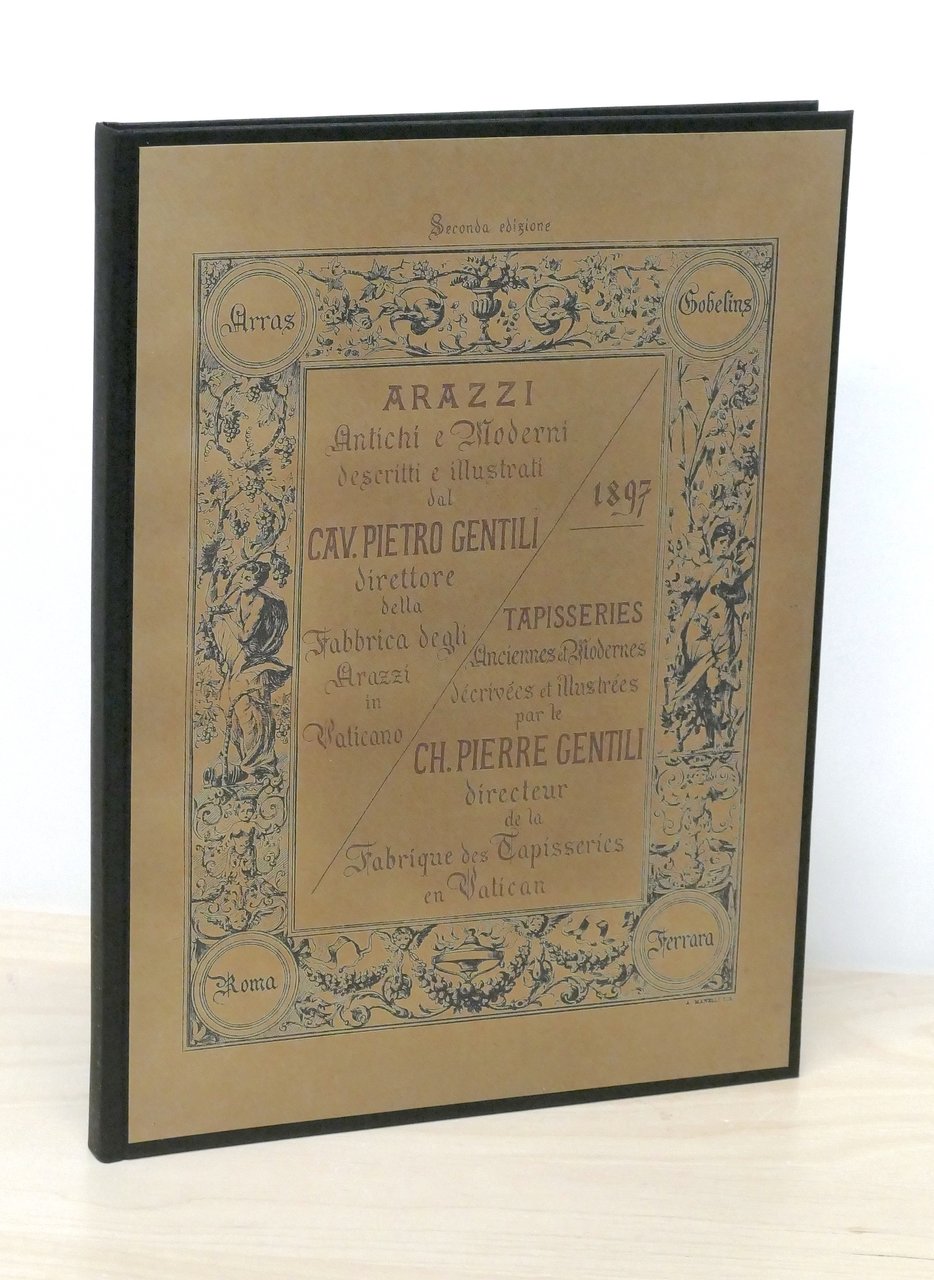 Seconda edizione
Arras
Gobelins
ARAZZI
Antichi e Moderni
descritti e illustrati
dal
CAV. PIETRO GENTILI
direttore
della
Fabbrica degli
Arazzi
in
Vaticano
1897
TAPISSERIES
Anciennes et Modernes
décrivées et illustrées
par le
CH. PIERRE GENTILI
directeur
de la
Fabrique des Tapisseries
en Vatican
Roma
Ferrara